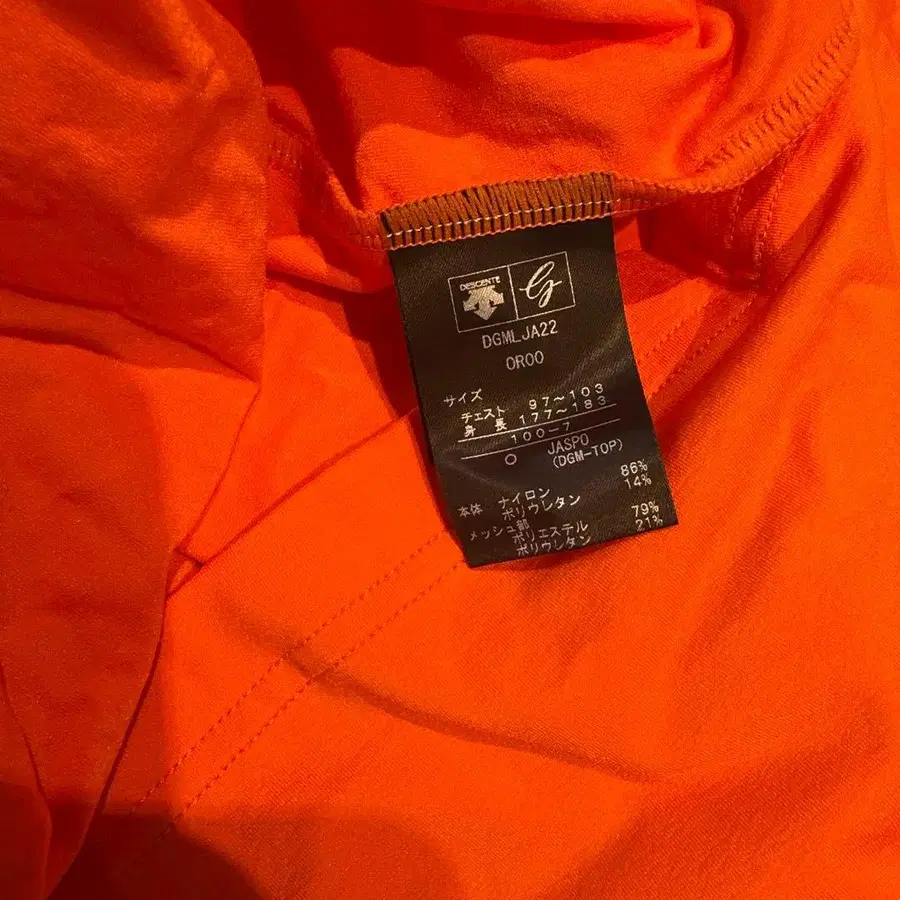 DESCENTE
G
DGMLJA22
OR00
サイズ
チェスト 97〜103
身長 177〜183
100-7
O JASPO
(DGM-TOP)
本体 ナイロン 86%
ポリウレタン 14%
メッシュ部
ポリエステル 79%
ポリウレタン 21%